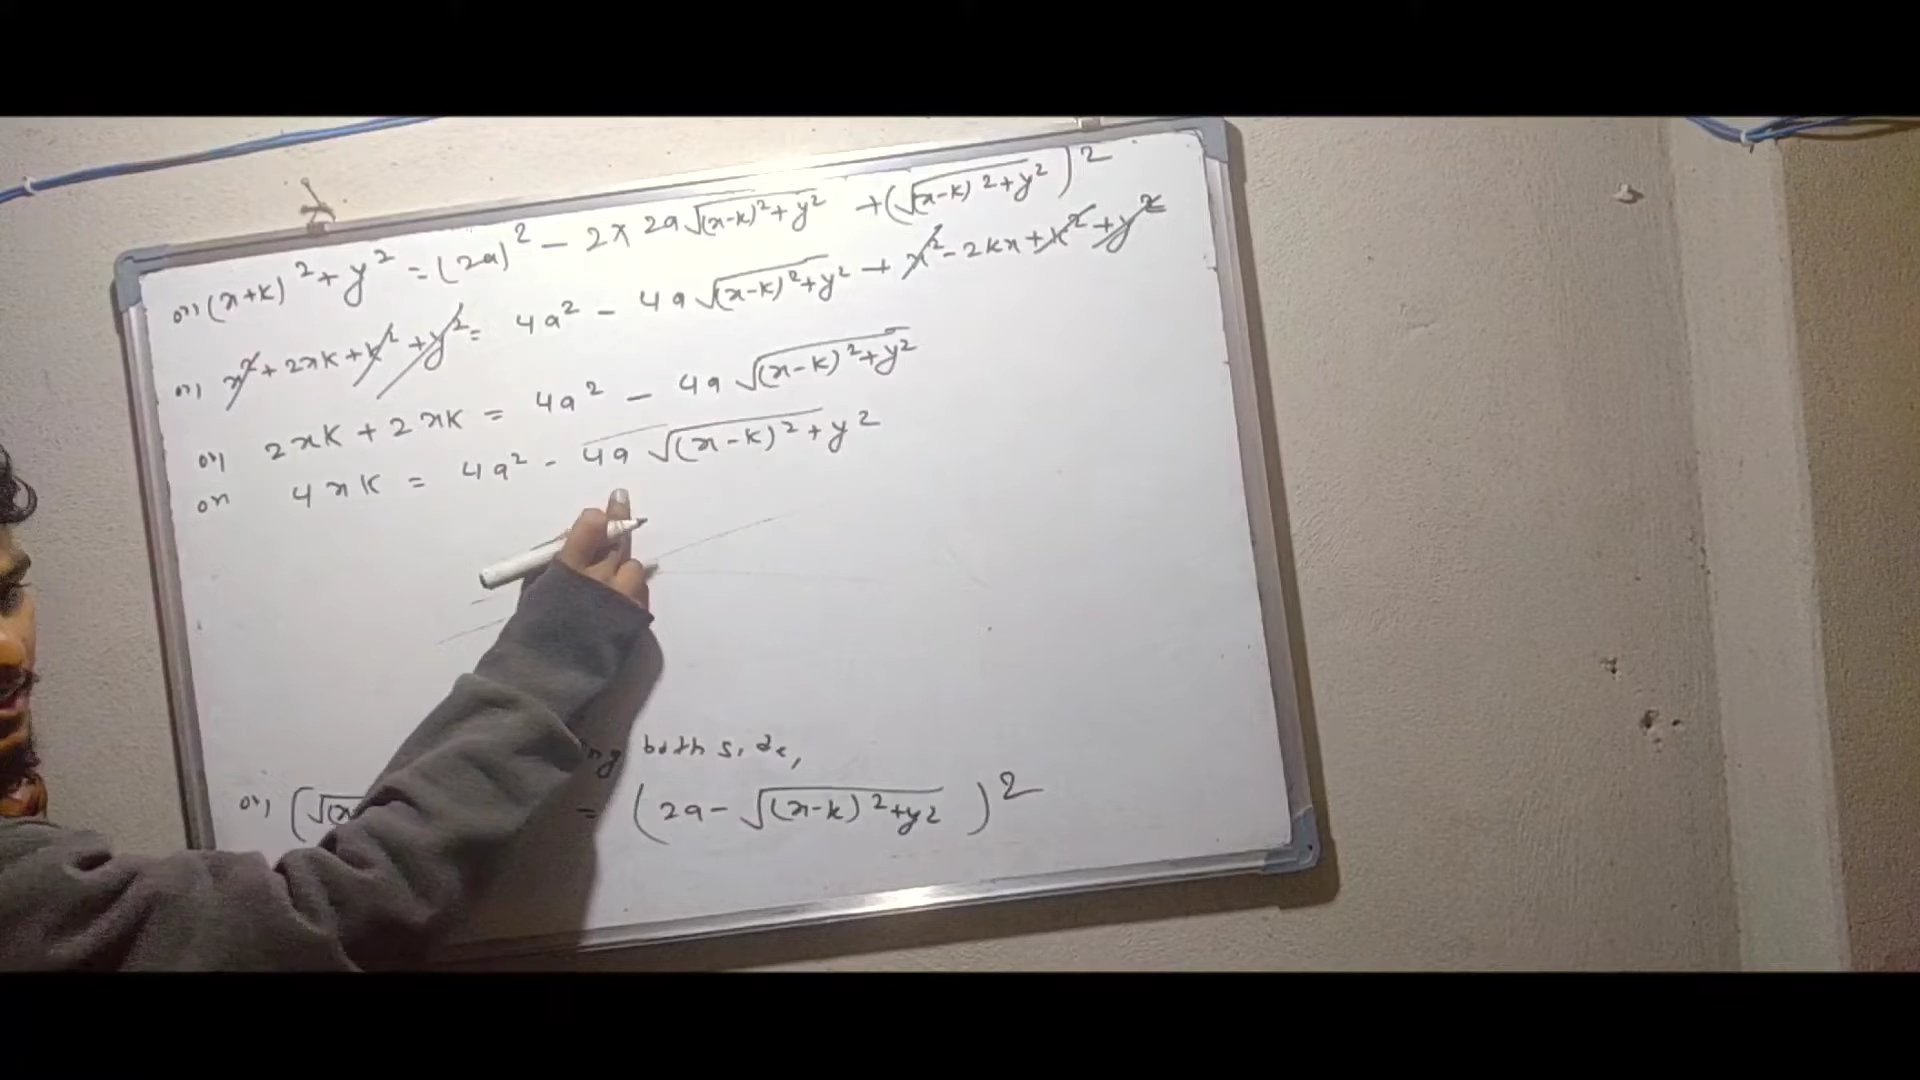 or, (x+k)² + y² = (2a)² - 2 × 2a √(x-k)² + y² + (√(x-k)² + y²)²
or, x² + 2xk + k² + y² = 4a² - 4a √(x-k)² + y² + x² - 2kx + k² + y²
or, 2xk + 2xk = 4a² - 4a √(x-k)² + y²
or 4xk = 4a² - 4a √(x-k)² + y²
both side,
or, (√(x = (2a - √(x-k)² + y²)²